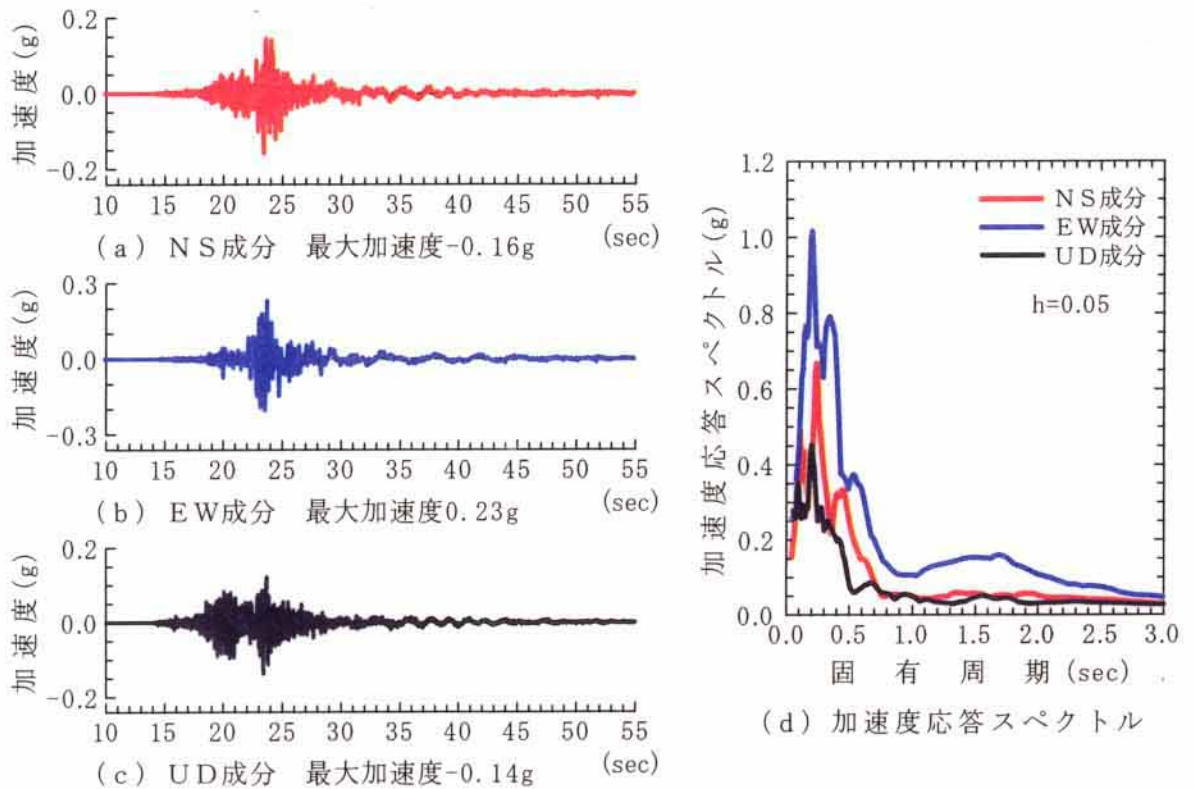 加速度(g)
0.2
0.0
-0.2
10 15 20 25 30 35 40 45 50 55
(a) NS成分 最大加速度-0.16g (sec)
加速度(g)
0.3
0.0
-0.3
10 15 20 25 30 35 40 45 50 55
(b) EW成分 最大加速度0.23g (sec)
加速度(g)
0.2
0.0
-0.2
10 15 20 25 30 35 40 45 50 55
(c) UD成分 最大加速度-0.14g (sec)
加速度応答スペクトル(g)
1.2
1.0
0.8
0.6
0.4
0.2
0.0
NS成分
EW成分
UD成分
h=0.05
0.0 0.5 1.0 1.5 2.0 2.5 3.0
固有周期(sec)
(d) 加速度応答スペクトル